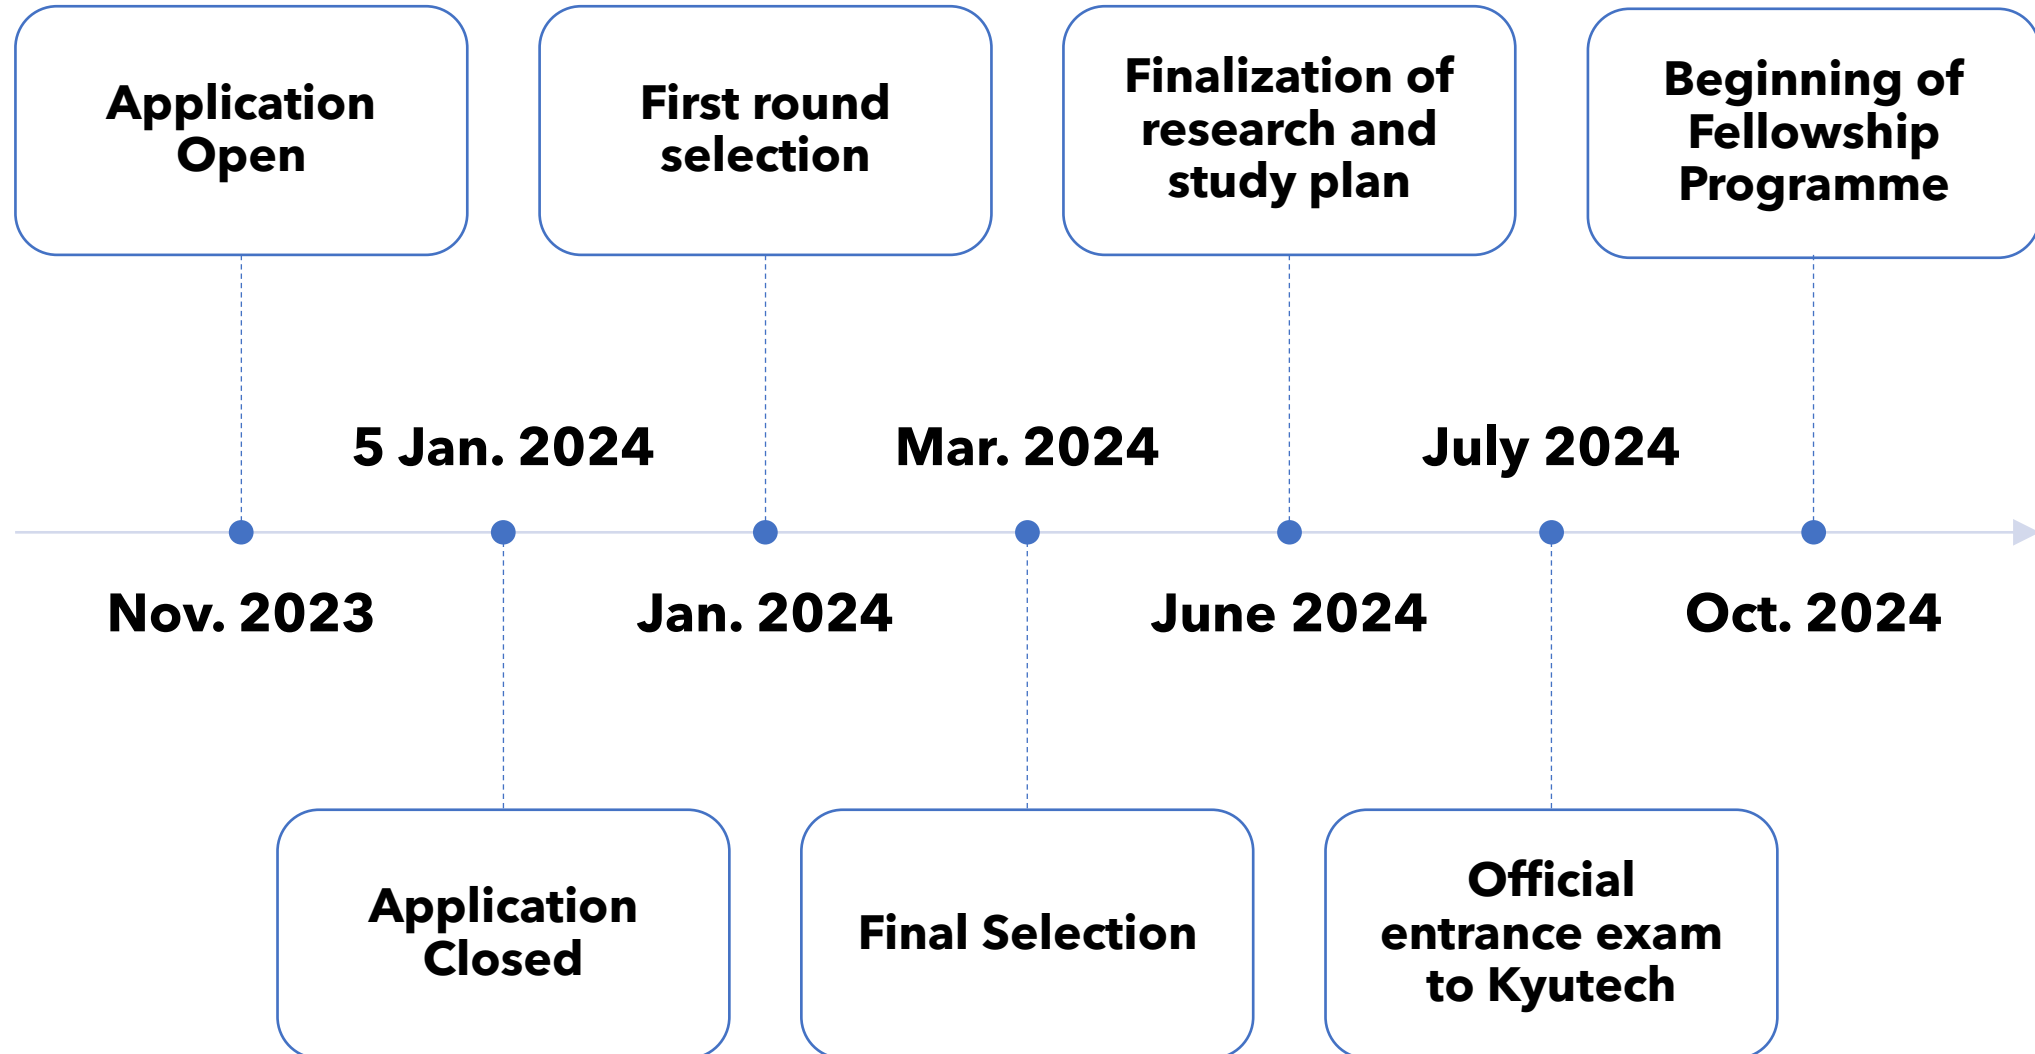 Application
Open
First round
selection
Finalization of
research and
study plan
Beginning of
Fellowship
Programme
5 Jan. 2024
Mar. 2024
July 2024
Nov. 2023
Jan. 2024
June 2024
Oct. 2024
Application
Closed
Final Selection
Official
entrance exam
to Kyutech